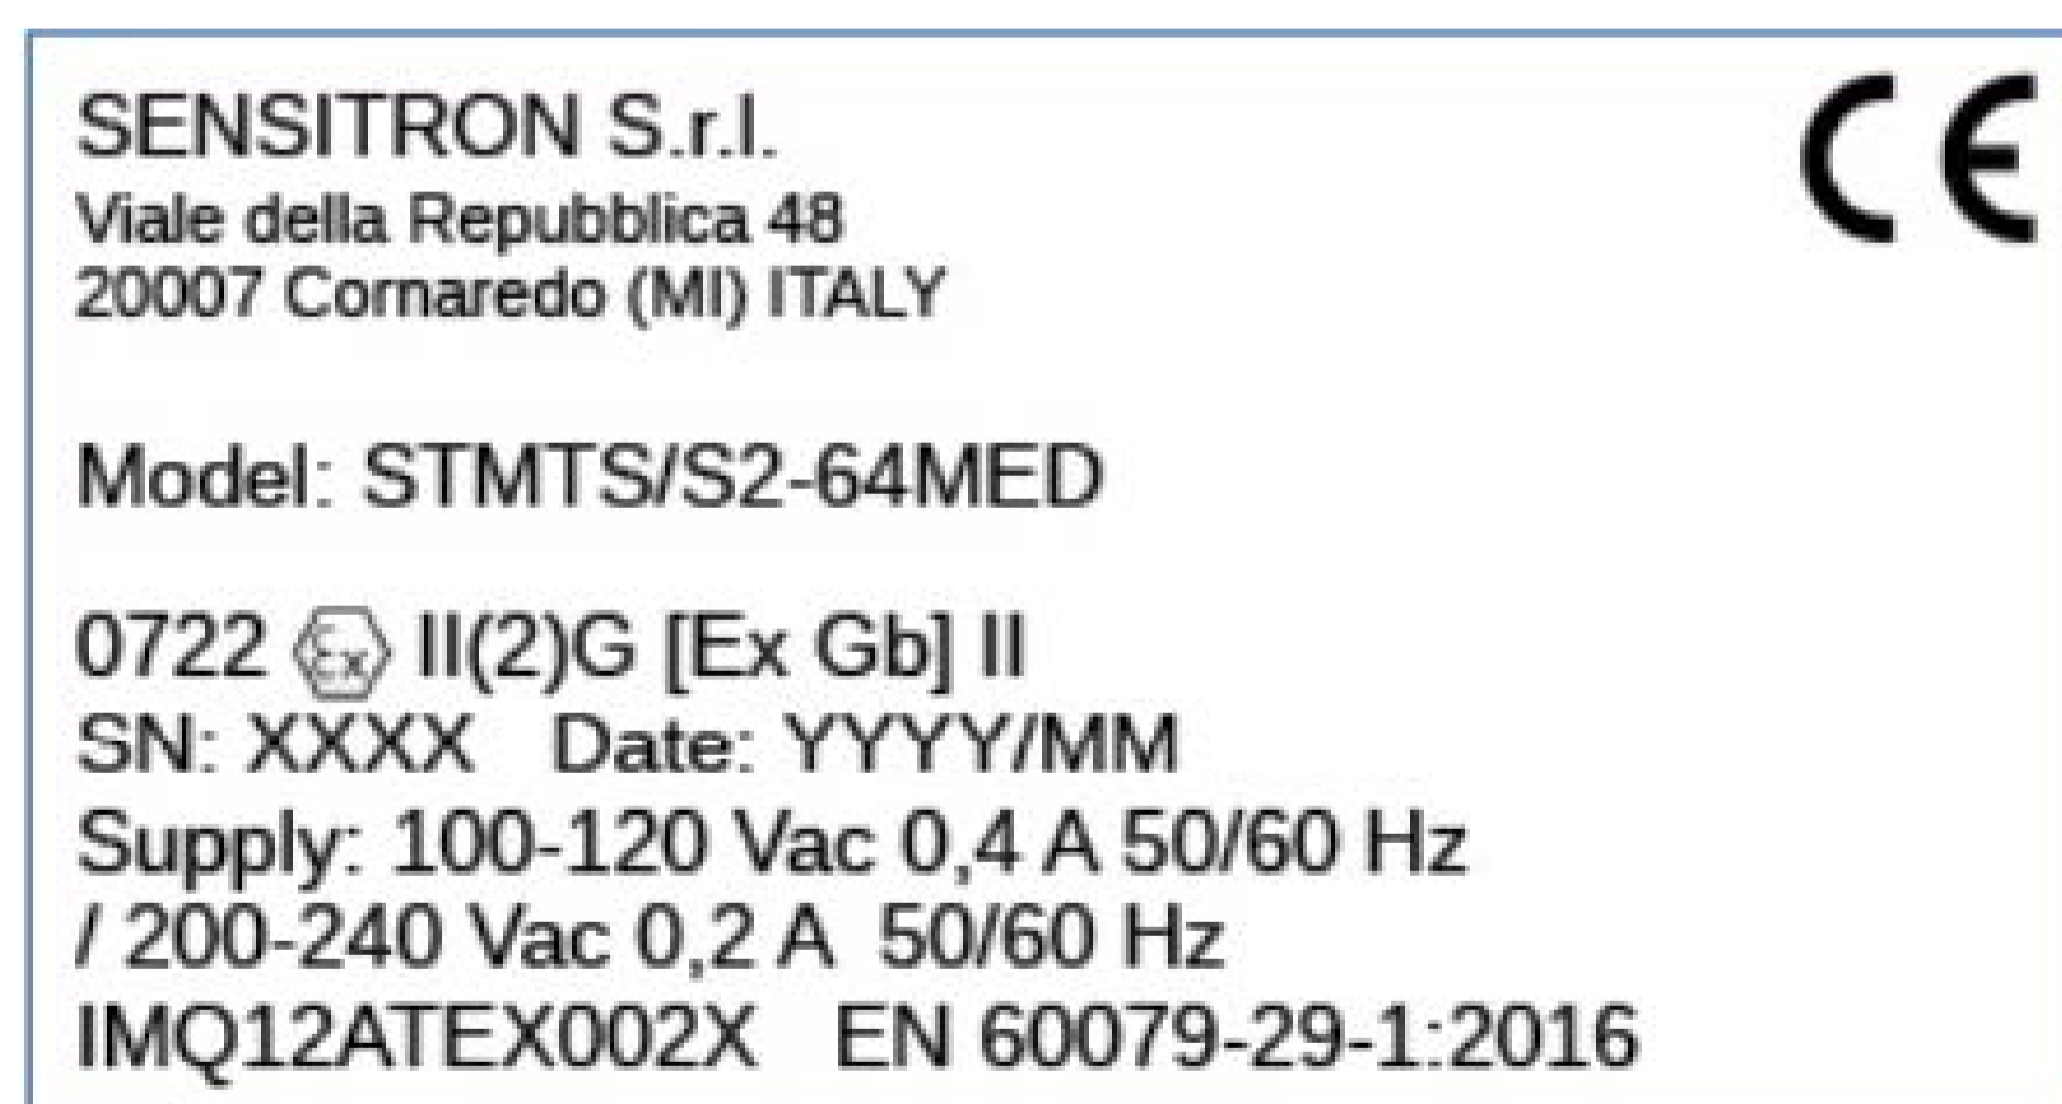 SENSITRON S.r.l.
CE
Viale della Repubblica 48
20007 Cornaredo (MI) ITALY
Model: STMTS/S2-64MED
0722 Ex II(2)G [Ex Gb] II
SN: XXXX Date: YYYY/MM
Supply: 100-120 Vac 0,4 A 50/60 Hz
/ 200-240 Vac 0,2 A 50/60 Hz
IMQ12ATEX002X EN 60079-29-1:2016